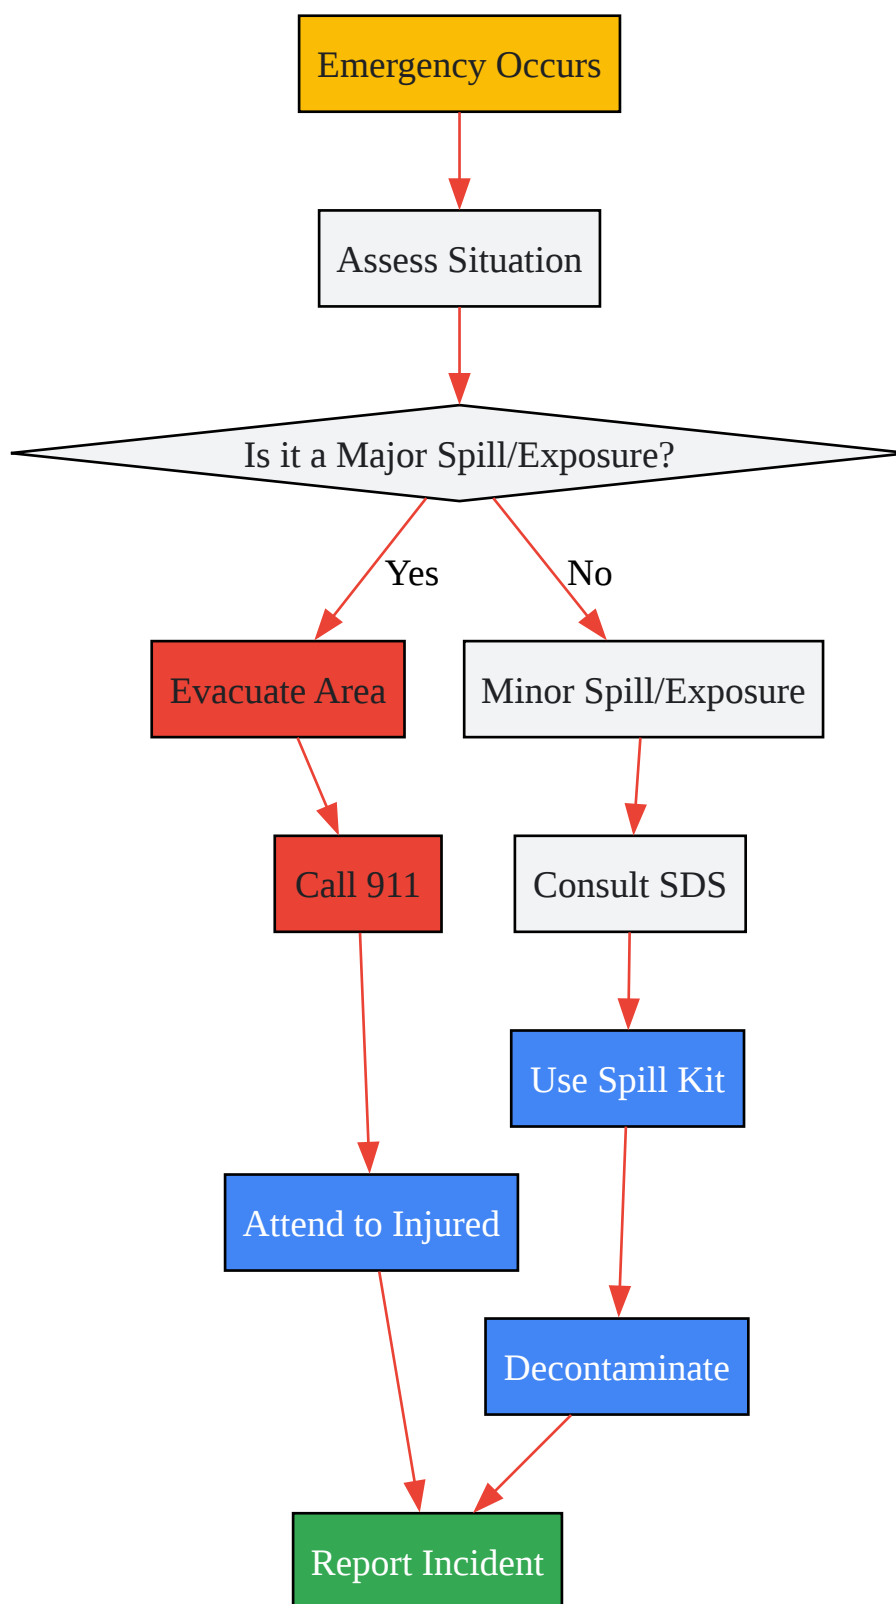 Emergency Occurs
Assess Situation
Is it a Major Spill/Exposure?
Yes
No
Evacuate Area
Minor Spill/Exposure
Call 911
Consult SDS
Use Spill Kit
Attend to Injured
Decontaminate
Report Incident